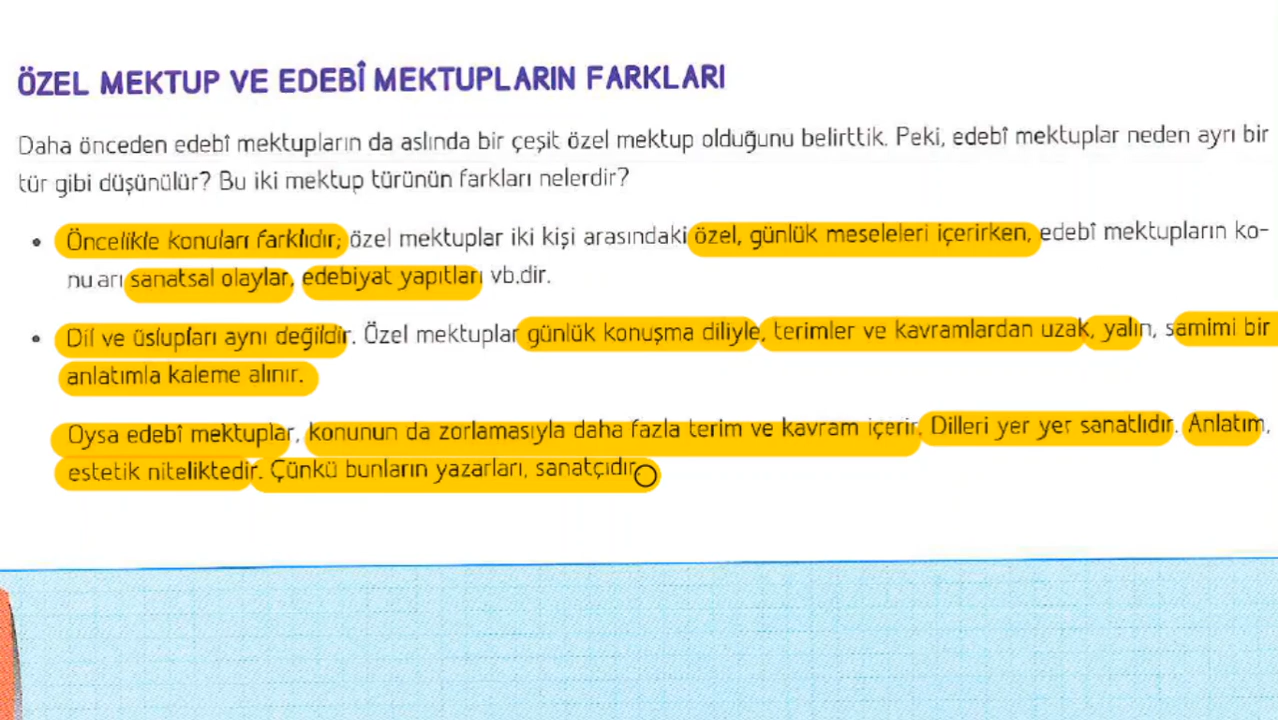 ÖZEL MEKTUP VE EDEBÎ MEKTUPLARIN FARKLARI
Daha önceden edebî mektupların da aslında bir çeşit özel mektup olduğunu belirttik. Peki, edebî mektuplar neden ayrı bir
tür gibi düşünülür? Bu iki mektup türünün farkları nelerdir?
• Öncelikle konuları farklıdır; özel mektuplar iki kişi arasındaki özel, günlük meseleleri içerirken, edebî mektupların ko-
nuları sanatsal olaylar, edebiyat yapıtları vb.dir.
• Dil ve üslupları aynı değildir. Özel mektuplar günlük konuşma diliyle, terimler ve kavramlardan uzak, yalın, samimi bir
anlatımla kaleme alınır.
Oysa edebî mektuplar, konunun da zorlamasıyla daha fazla terim ve kavram içerir. Dilleri yer yer sanatlıdır. Anlatım,
estetik niteliktedir. Çünkü bunların yazarları, sanatçıdır.